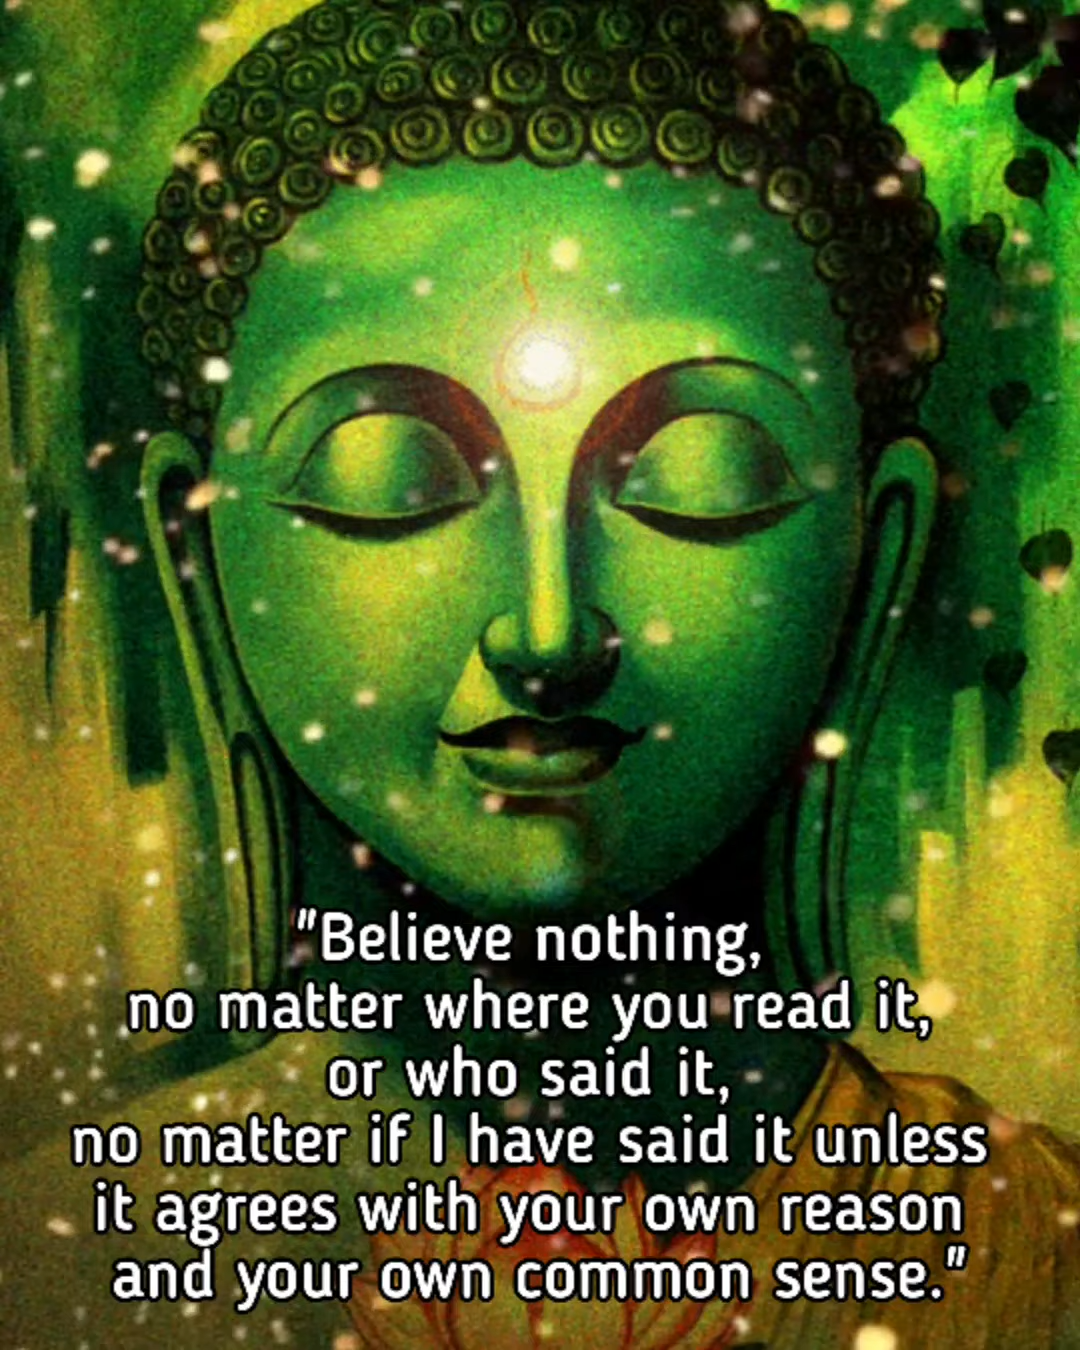 "Believe nothing,
no matter where you read it,
or who said it,
no matter if I have said it unless
it agrees with your own reason
and your own common sense."